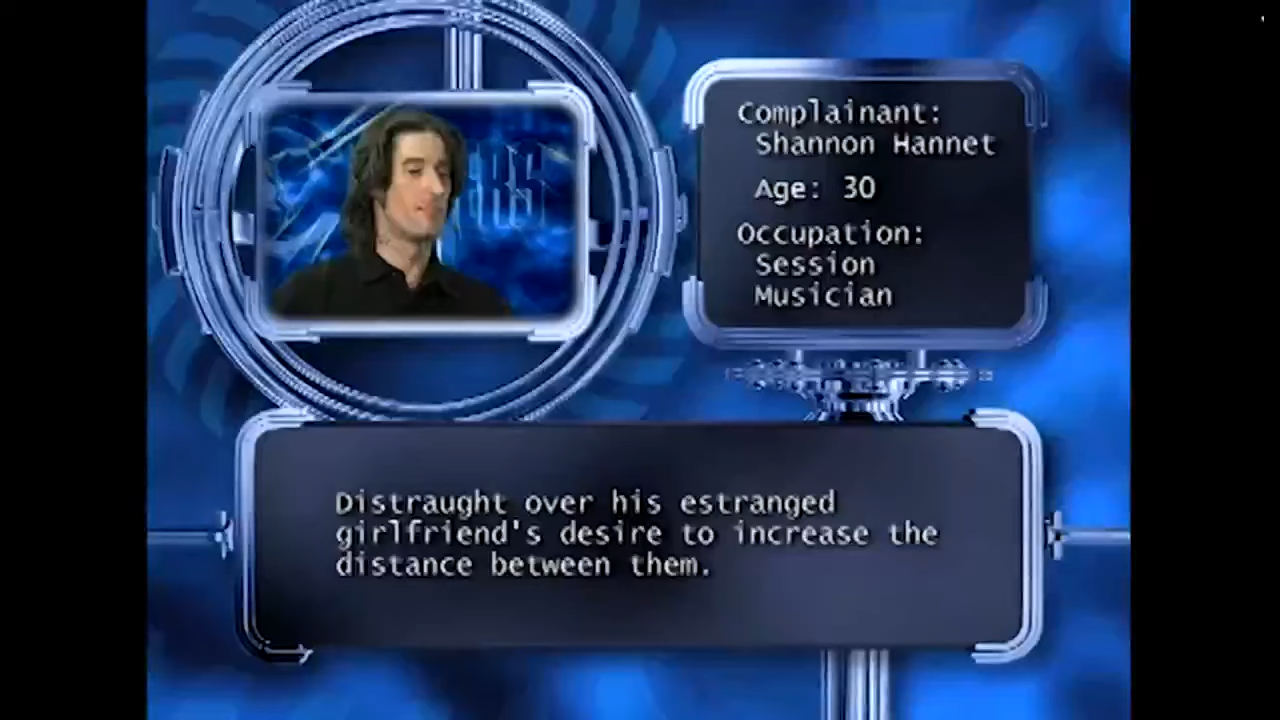 ERS
Complainant:
Shannon Hannet
Age: 30
Occupation:
Session
Musician
Distraught over his estranged
girlfriend's desire to increase the
distance between them.